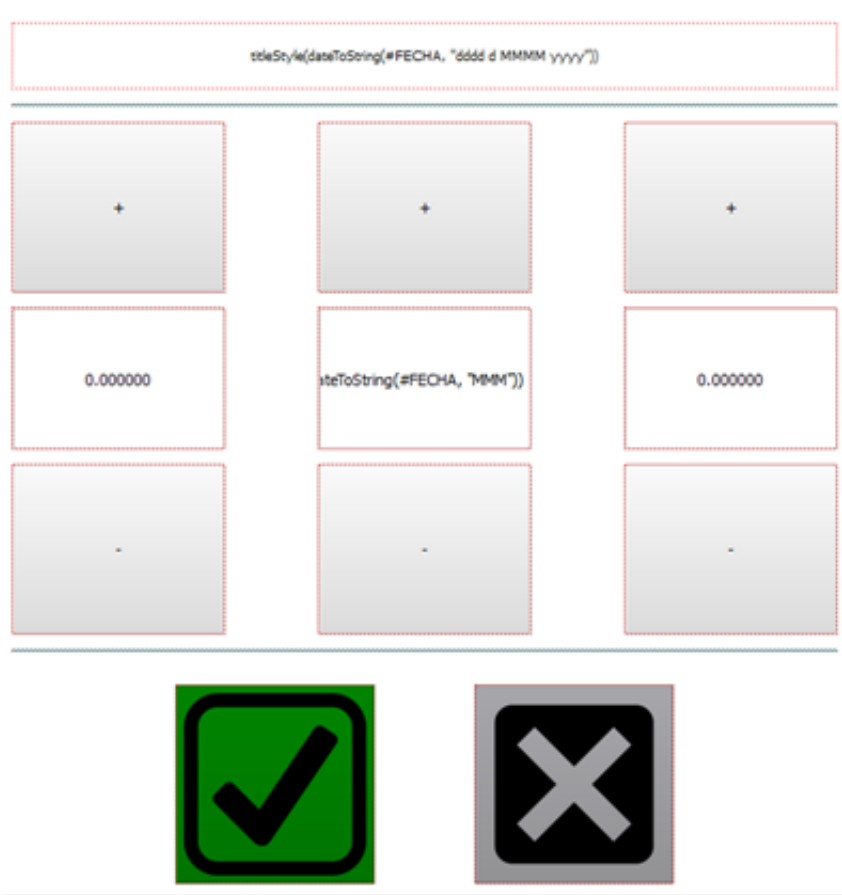 titleStyle(dateToString(#FECHA, "dddd d MMMM yyyy"))
+ + +
0.000000 ateToString(#FECHA, "MMM")) 0.000000
- - -